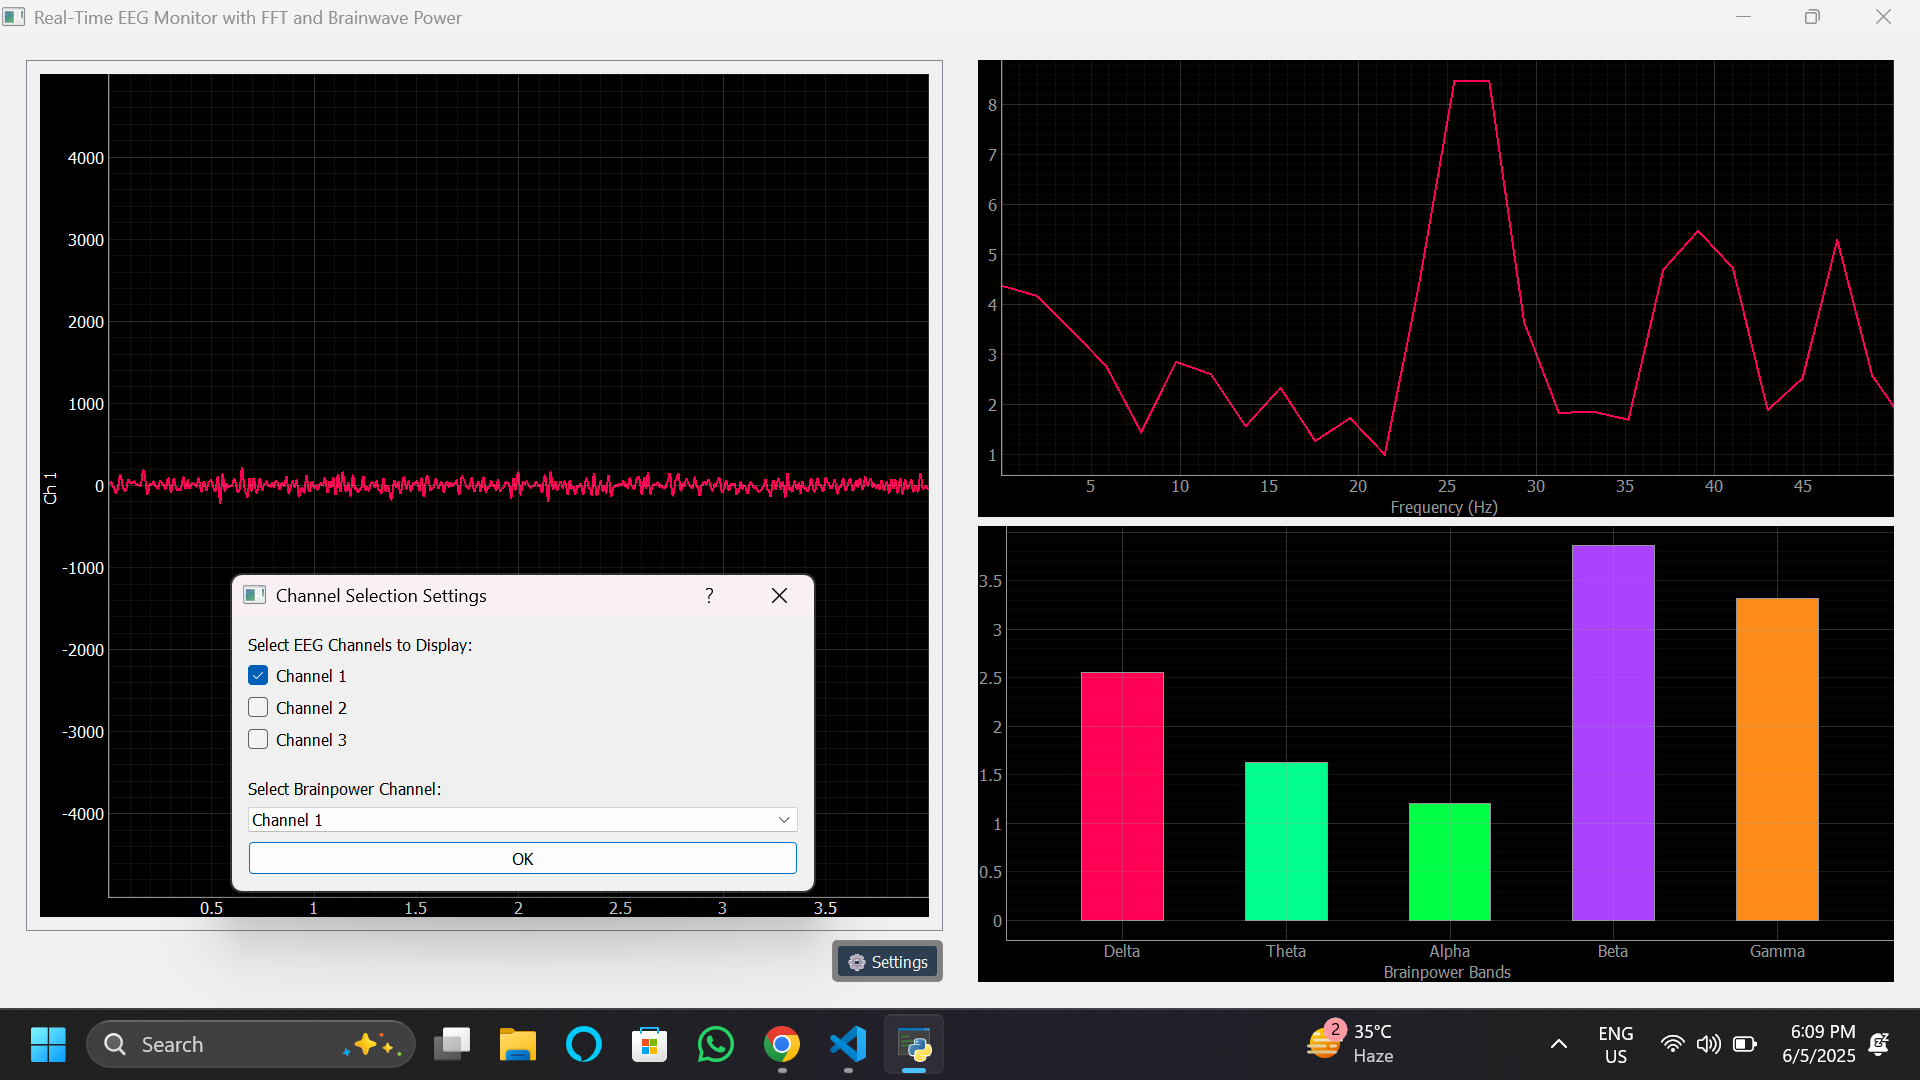 Real-Time EEG Monitor with FFT and Brainwave Power
4000
3000
2000
1000
0
-1000
-2000
-3000
-4000
Ch 1
0.5 1 1.5 2 2.5 3 3.5
Channel Selection Settings ?
Select EEG Channels to Display:
Channel 1
Channel 2
Channel 3
Select Brainpower Channel:
Channel 1
OK
Settings
8
7
6
5
4
3
2
1
5 10 15 20 25 30 35 40 45
Frequency (Hz)
3.5
3
2.5
2
1.5
1
0.5
0
Delta Theta Alpha Beta Gamma
Brainpower Bands
Search
2
35°C
Haze
ENG
US
6:09 PM
6/5/2025